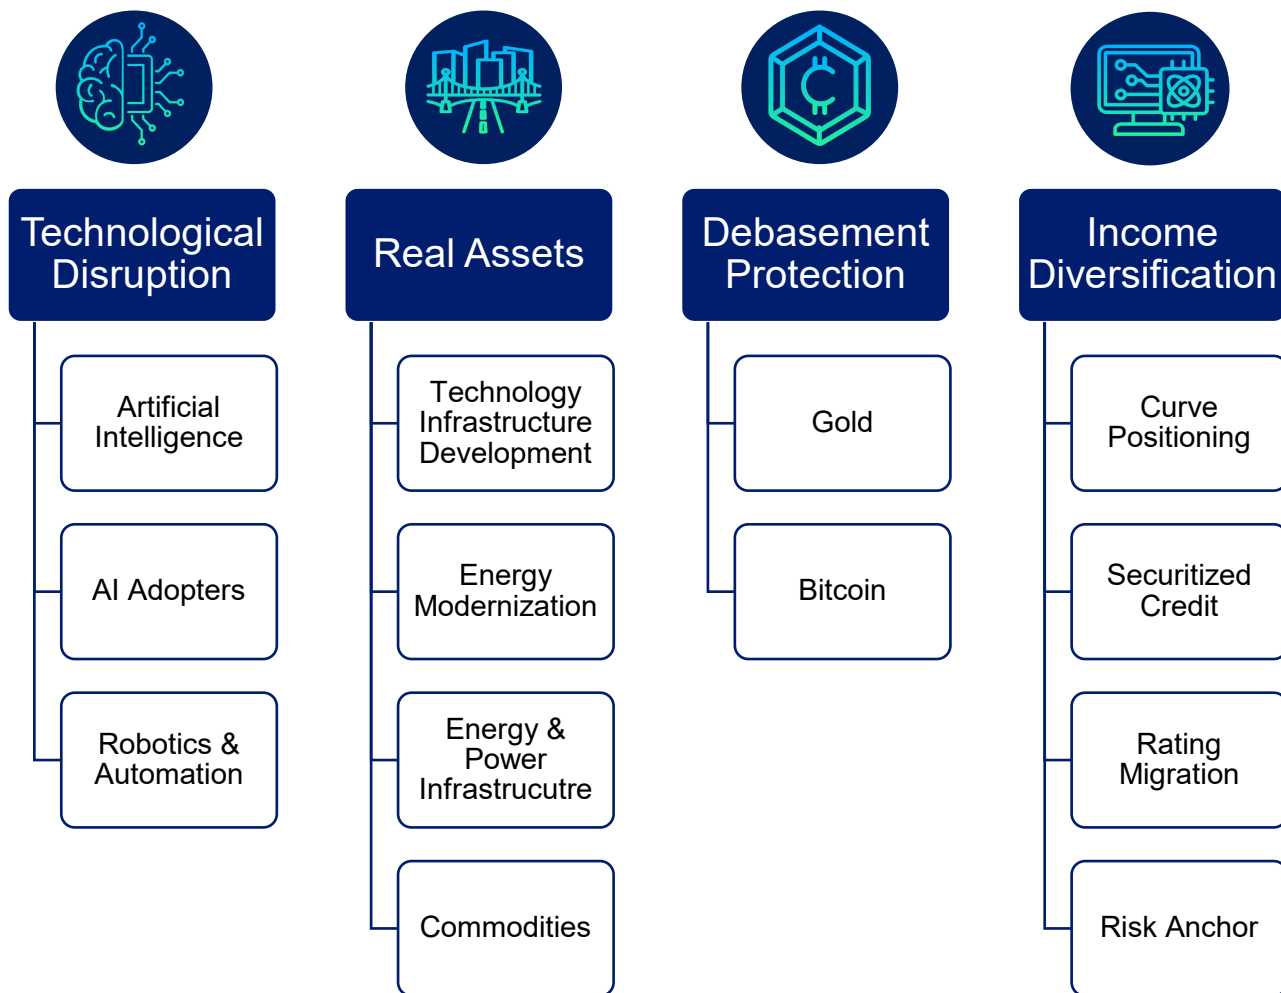 Technological
Disruption
Artificial
Intelligence
AI Adopters
Robotics &
Automation
Real Assets
Technology
Infrastructure
Development
Energy
Modernization
Energy &
Power
Infrastrucutre
Commodities
Debasement
Protection
Gold
Bitcoin
Income
Diversification
Curve
Positioning
Securitized
Credit
Rating
Migration
Risk Anchor